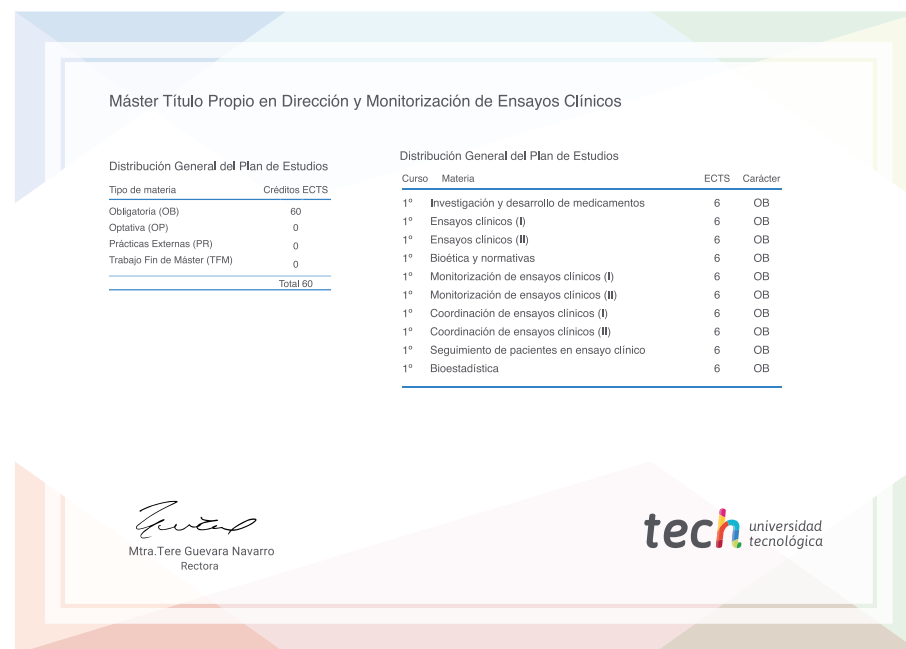 Máster Título Propio en Dirección y Monitorización de Ensayos Clínicos
Distribución General del Plan de Estudios
Tipo de materia Créditos ECTS
Obligatoria (OB) 60
Optativa (OP) 0
Prácticas Externas (PR) 0
Trabajo Fin de Máster (TFM) 0
Total 60
Distribución General del Plan de Estudios
Curso Materia ECTS Carácter
1º Investigación y desarrollo de medicamentos 6 OB
1º Ensayos clínicos (I) 6 OB
1º Ensayos clínicos (II) 6 OB
1º Bioética y normativas 6 OB
1º Monitorización de ensayos clínicos (I) 6 OB
1º Monitorización de ensayos clínicos (II) 6 OB
1º Coordinación de ensayos clínicos (I) 6 OB
1º Coordinación de ensayos clínicos (II) 6 OB
1º Seguimiento de pacientes en ensayo clínico 6 OB
1º Bioestadística 6 OB
Mtra.Tere Guevara Navarro
Rectora
tech universidad
tecnológica